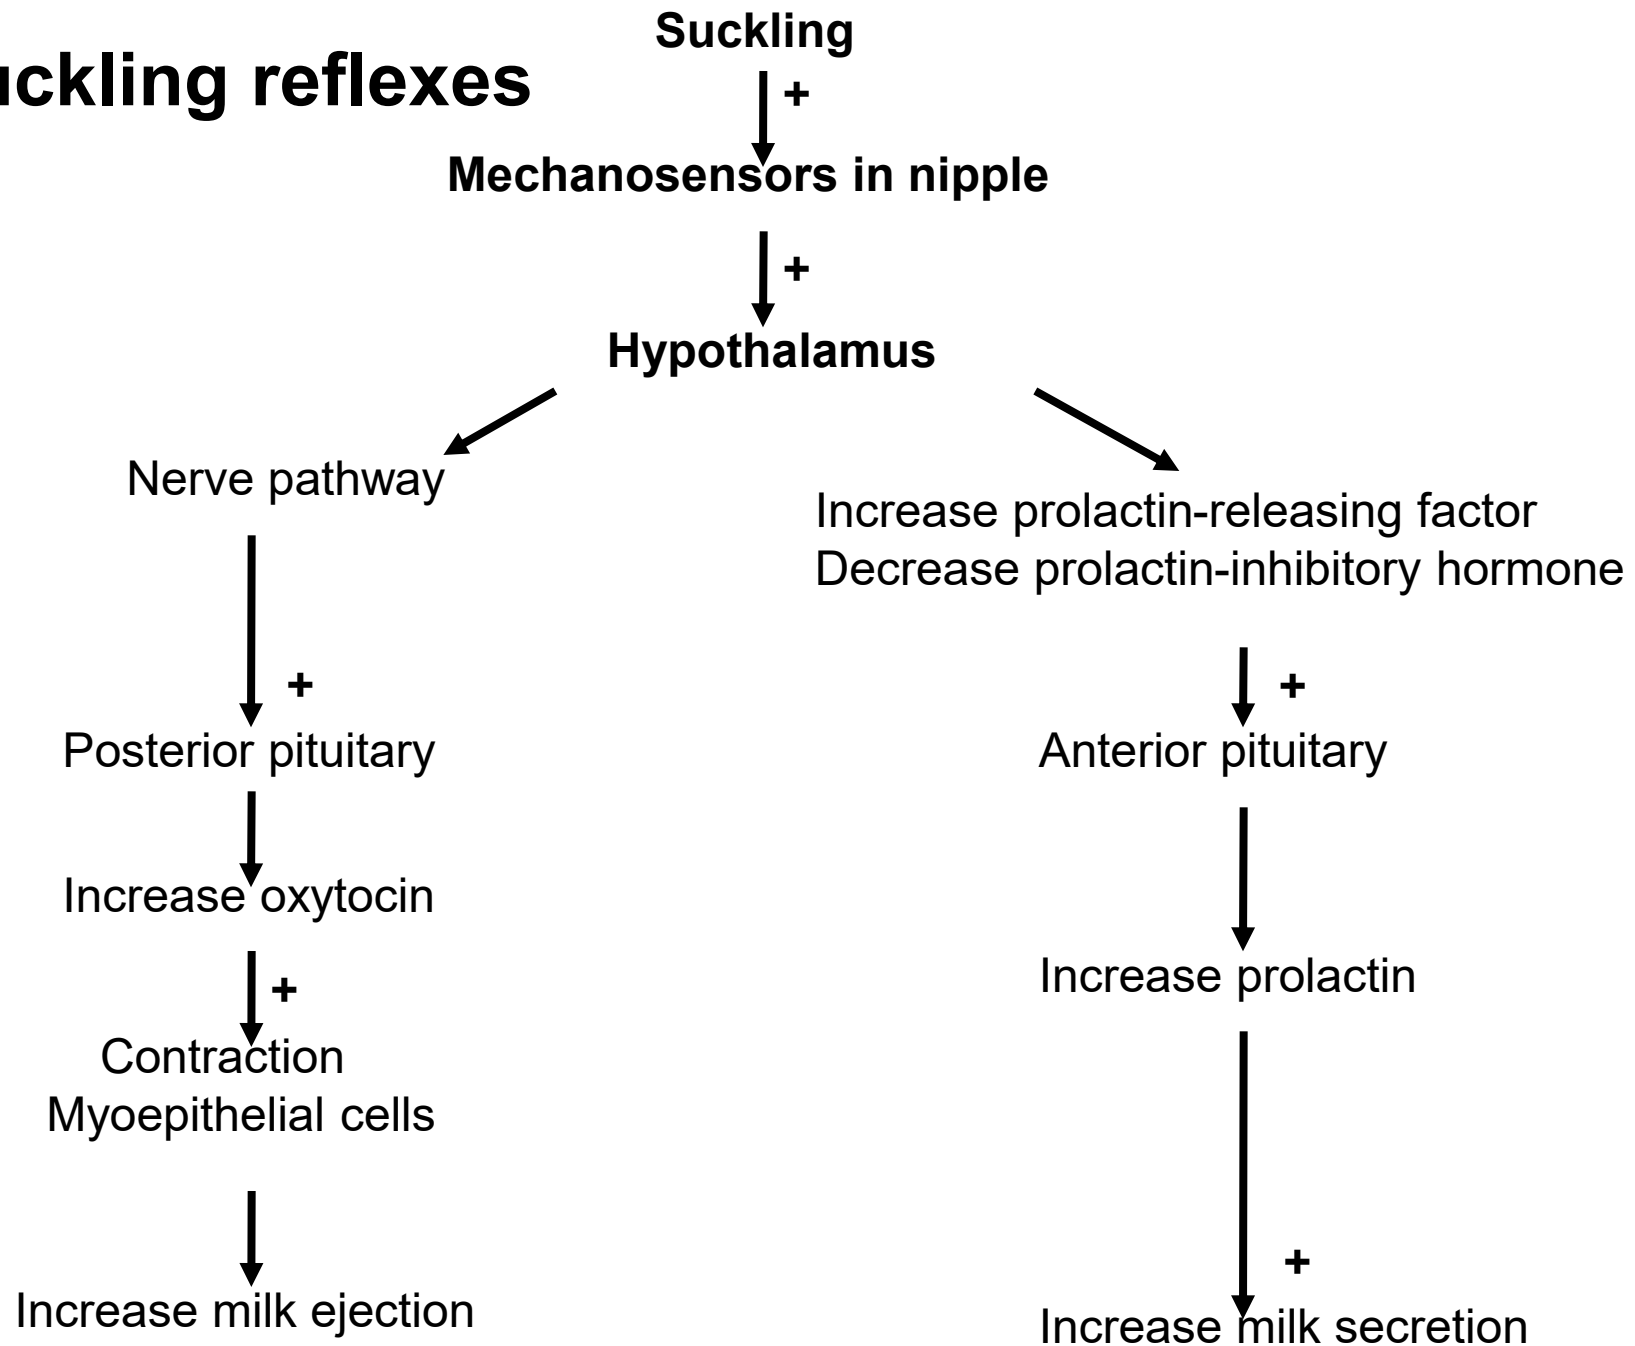 uckling reflexes
Suckling
+
Mechanosensors in nipple
+
Hypothalamus
Nerve pathway
Increase prolactin-releasing factor
Decrease prolactin-inhibitory hormone
+
+
Posterior pituitary
Anterior pituitary
Increase oxytocin
Increase prolactin
+
Contraction
Myoepithelial cells
+
Increase milk ejection
Increase milk secretion